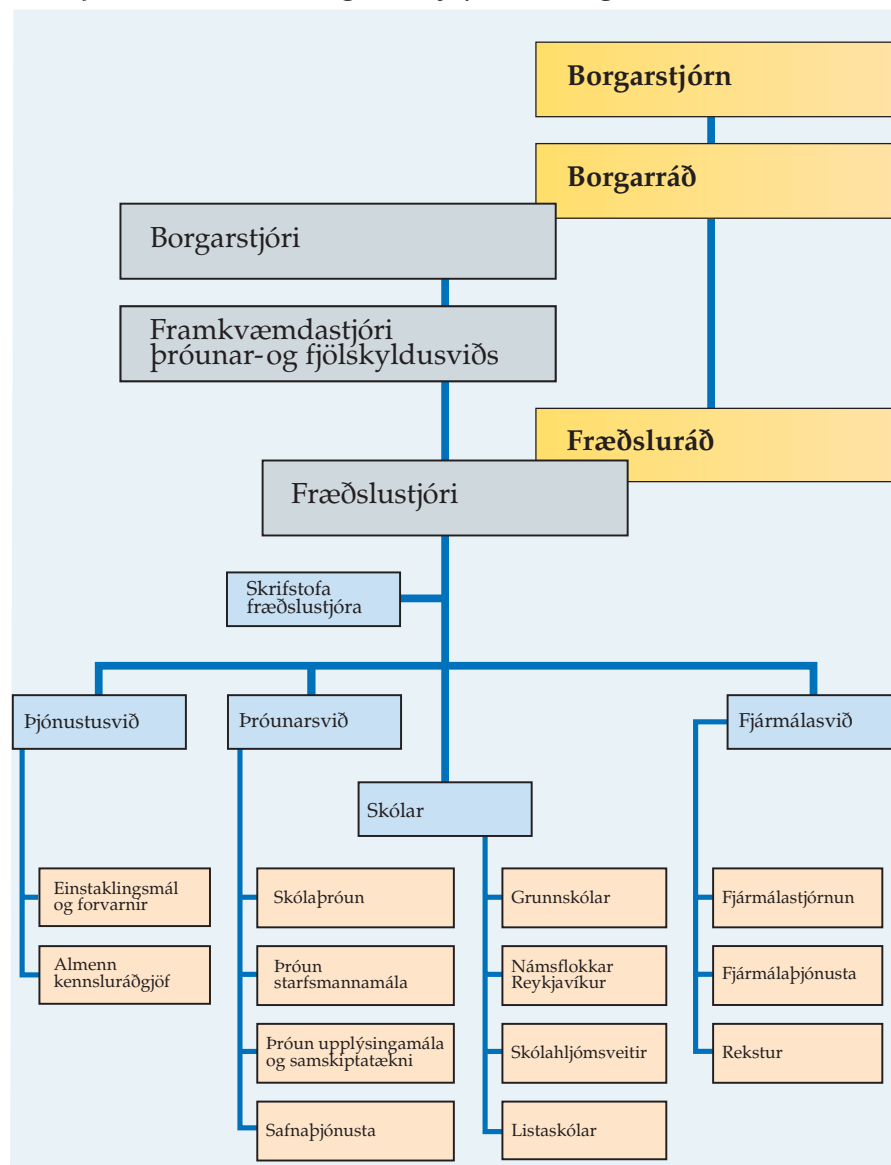 Borgarstjórn
Borgarráð
Borgarstjóri
Framkvæmdastjóri
þróunar- og fjölskyldusviðs
Fræðsluráð
Fræðslustjóri
Skrifstofa
fræðslustjóra
Þjónustusvið
Þróunarsvið
Fjármálasvið
Skólar
Einstaklingsmál
og forvarnir
Almenn
kennsluráðgjöf
Skólaþróun
Þróun
starfsmannamála
Þróun upplýsingamála
og samskiptatækni
Safnaþjónusta
Grunnskólar
Námsflokkar
Reykjavíkur
Skólahljómsveitir
Listaskólar
Fjármálastjórnun
Fjármálaþjónusta
Rekstur